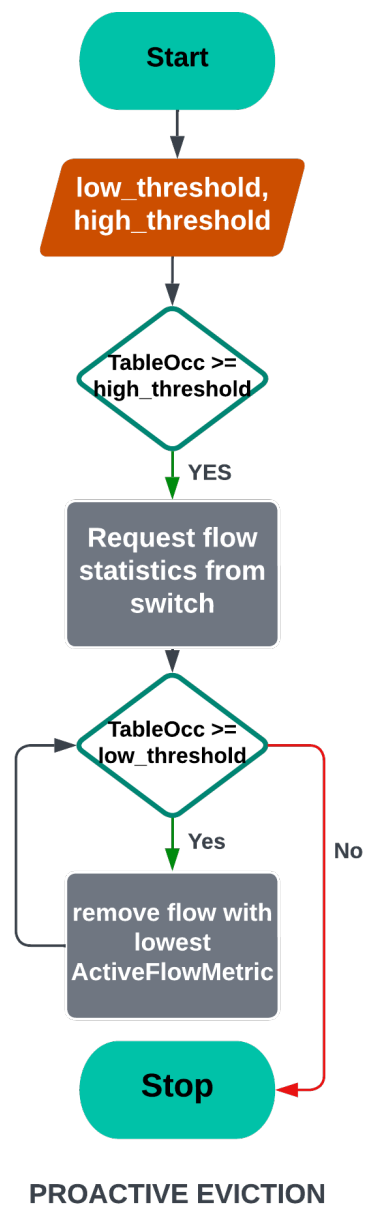 Start
low_threshold,
high_threshold
TableOcc >=
high_threshold
YES
Request flow
statistics from
switch
TableOcc >=
low_threshold
Yes
No
remove flow with
lowest
ActiveFlowMetric
Stop
PROACTIVE EVICTION